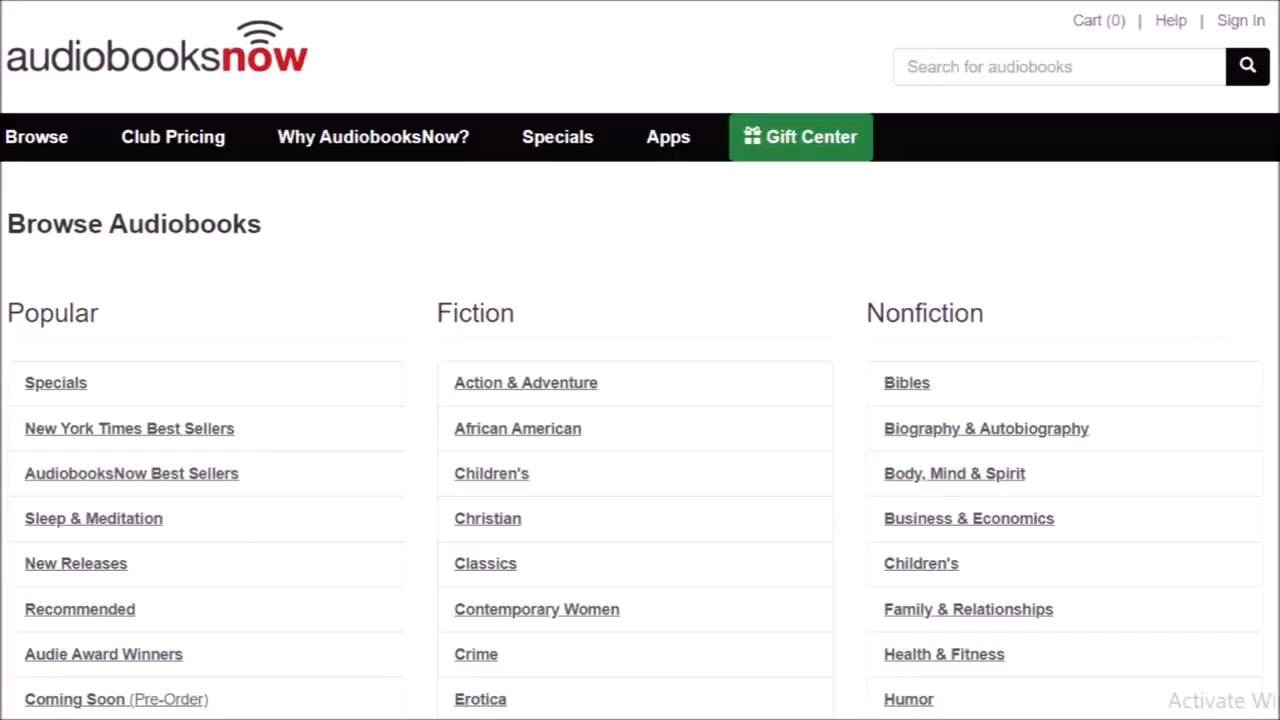 Cart (0) | Help | Sign In
audiobooksnow
Search for audiobooks
Browse Club Pricing Why AudiobooksNow? Specials Apps Gift Center
Browse Audiobooks
Popular
Specials
New York Times Best Sellers
AudiobooksNow Best Sellers
Sleep & Meditation
New Releases
Recommended
Audie Award Winners
Coming Soon (Pre-Order)
Fiction
Action & Adventure
African American
Children's
Christian
Classics
Contemporary Women
Crime
Erotica
Nonfiction
Bibles
Biography & Autobiography
Body, Mind & Spirit
Business & Economics
Children's
Family & Relationships
Health & Fitness
Humor
Activate Wi